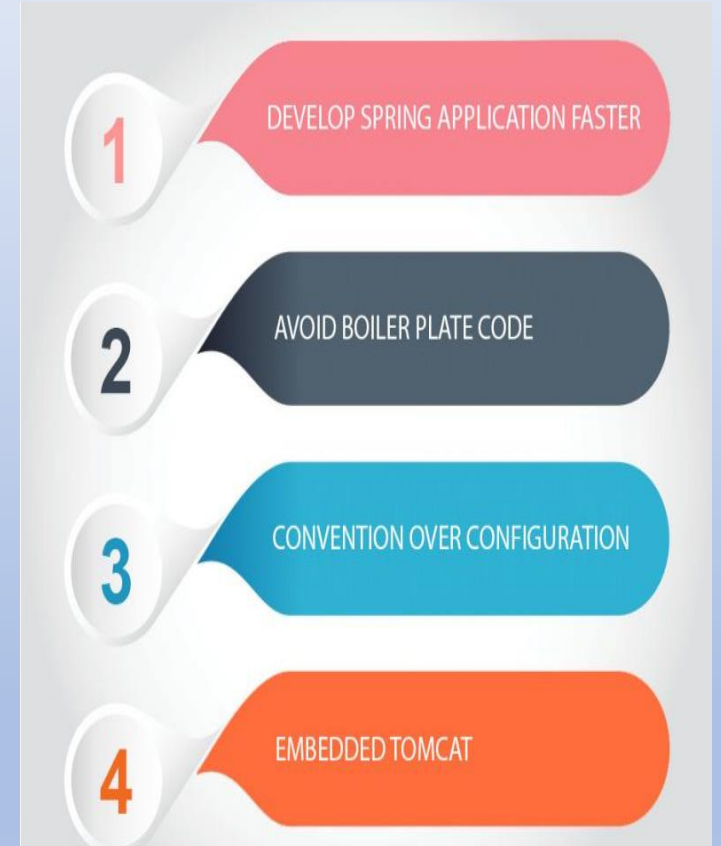 1
DEVELOP SPRING APPLICATION FASTER
2
AVOID BOILER PLATE CODE
3
CONVENTION OVER CONFIGURATION
4
EMBEDDED TOMCAT